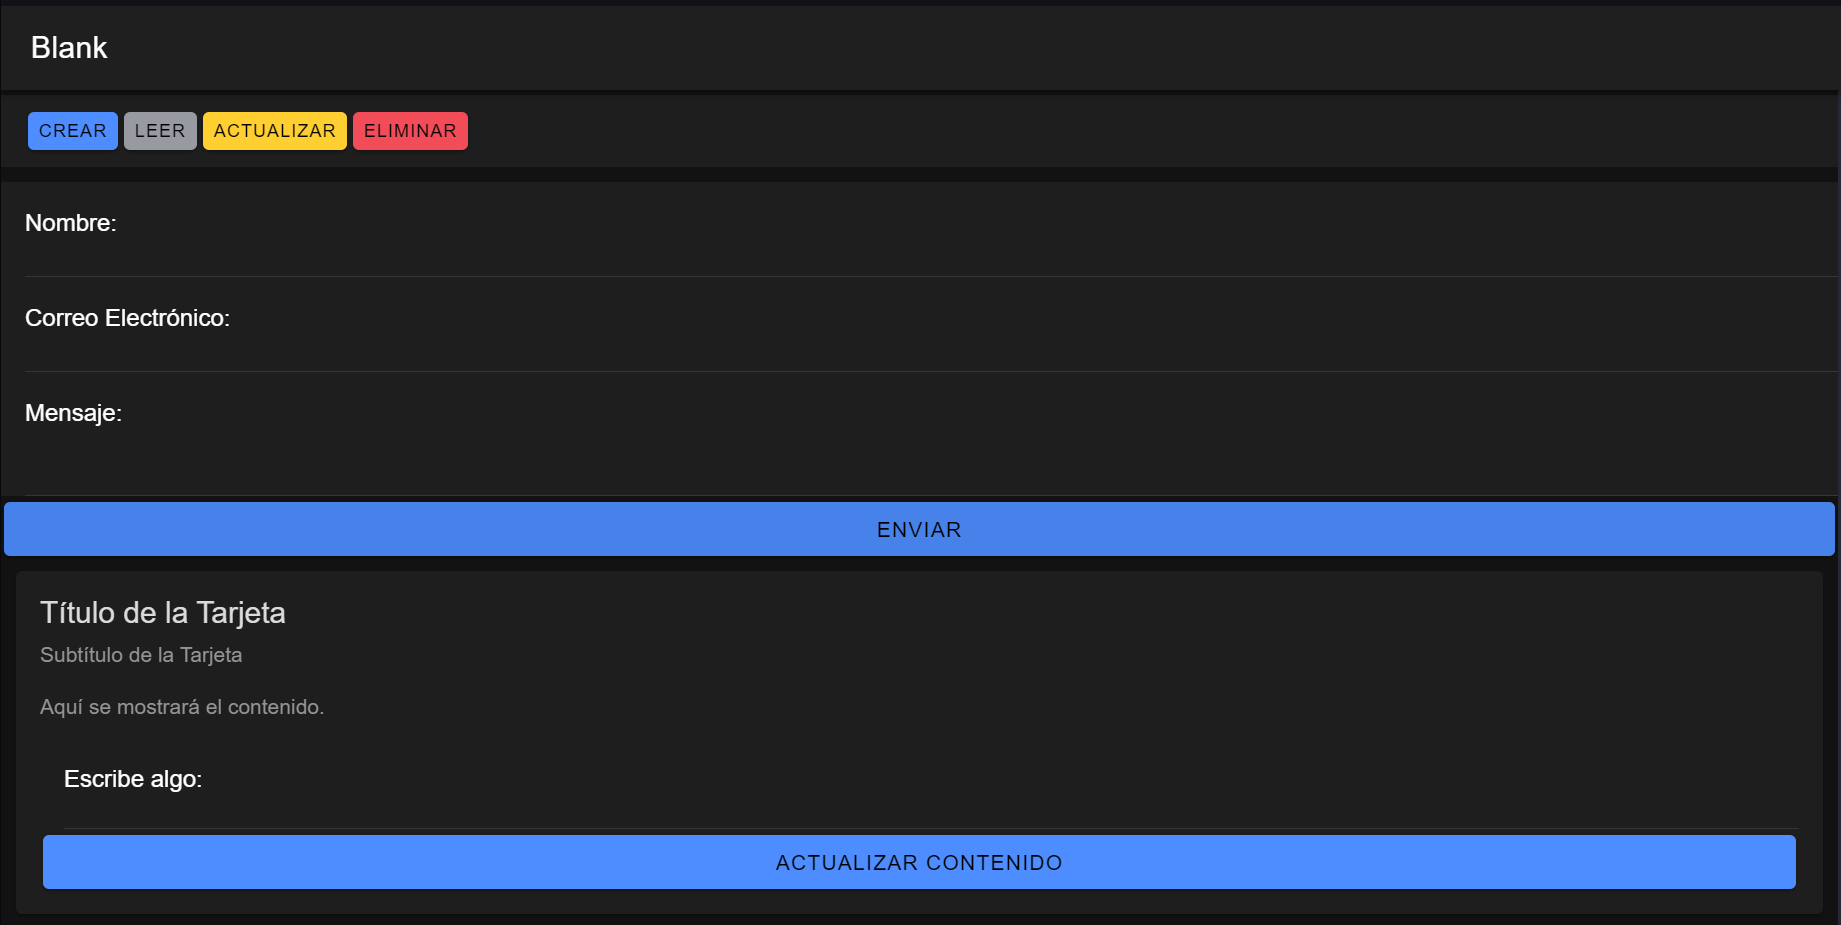 Blank
CREAR LEER ACTUALIZAR ELIMINAR
Nombre:
Correo Electrónico:
Mensaje:
ENVIAR
Título de la Tarjeta
Subtítulo de la Tarjeta
Aquí se mostrará el contenido.
Escribe algo:
ACTUALIZAR CONTENIDO